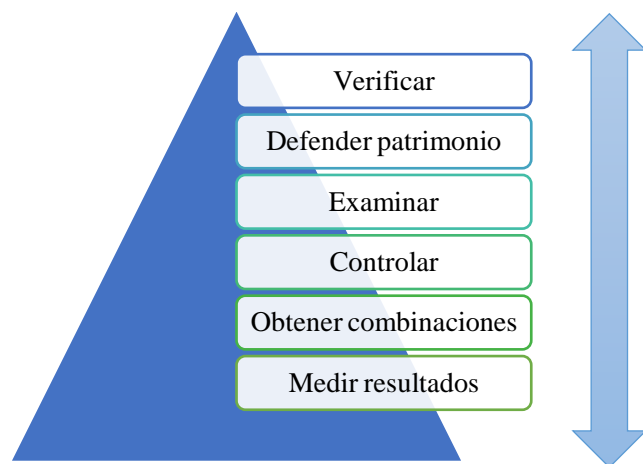 Verificar
Defender patrimonio
Examinar
Controlar
Obtener combinaciones
Medir resultados